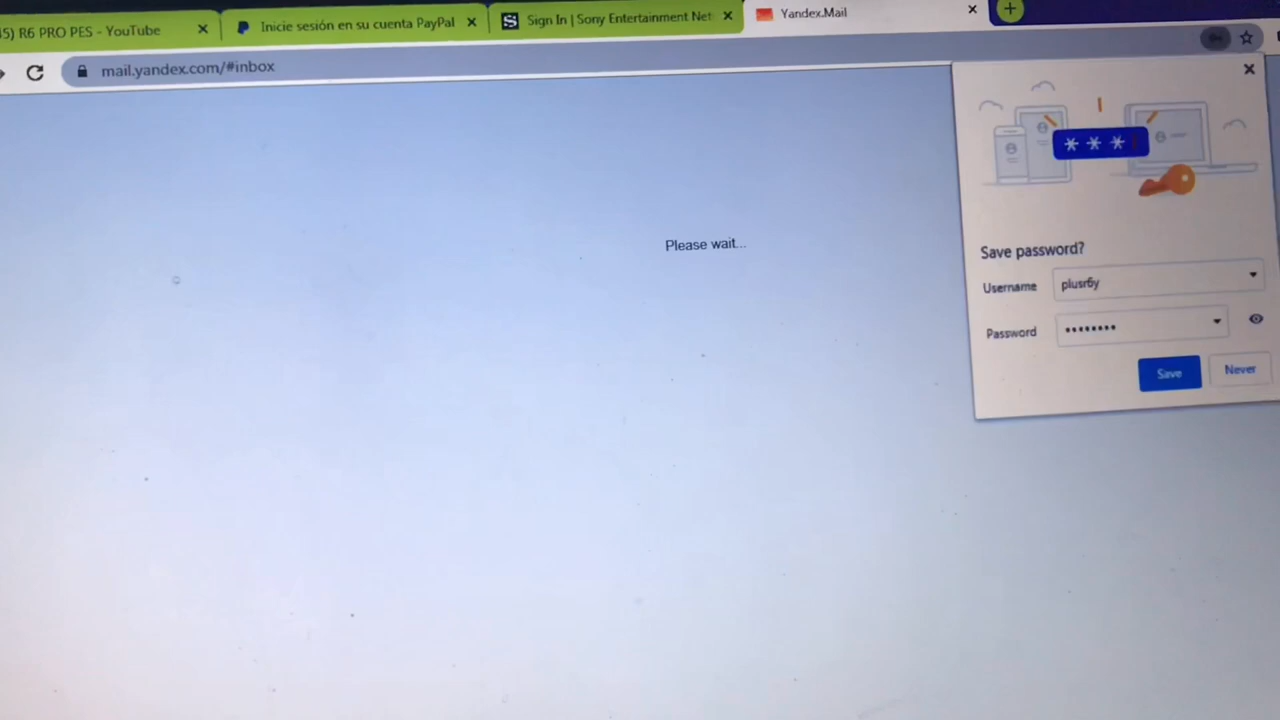 45) R6 PRO PES - YouTube
Inicie sesión en su cuenta PayPal
Sign In | Sony Entertainment Net
Yandex.Mail
mail.yandex.com/#inbox
***
Please wait...
Save password?
Username
plusr6y
Password
••••••••
Save
Never